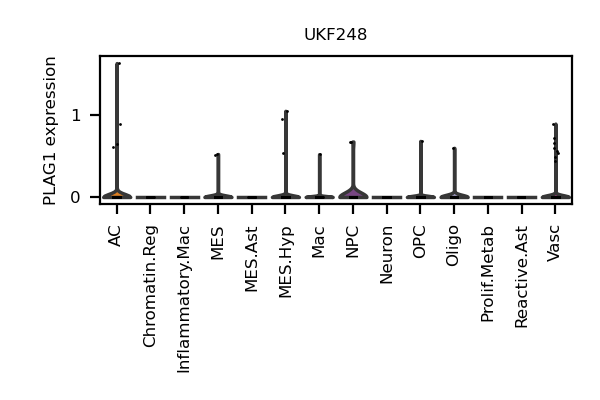 UKF248
PLAG1 expression
1
0
AC
Chromatin.Reg
Inflammatory.Mac
MES
MES.Ast
MES.Hyp
Mac
NPC
Neuron
OPC
Oligo
Prolif.Metab
Reactive.Ast
Vasc